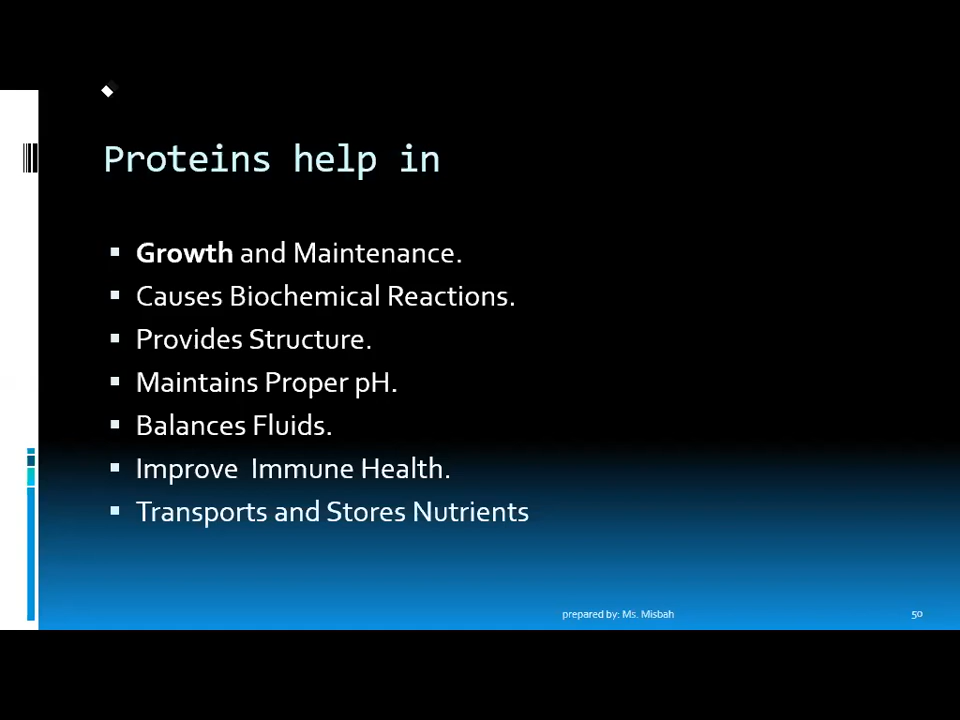 Proteins help in
Growth and Maintenance.
Causes Biochemical Reactions.
Provides Structure.
Maintains Proper pH.
Balances Fluids.
Improve  Immune Health.
Transports and Stores Nutrients
prepared by: Ms. Misbah
50